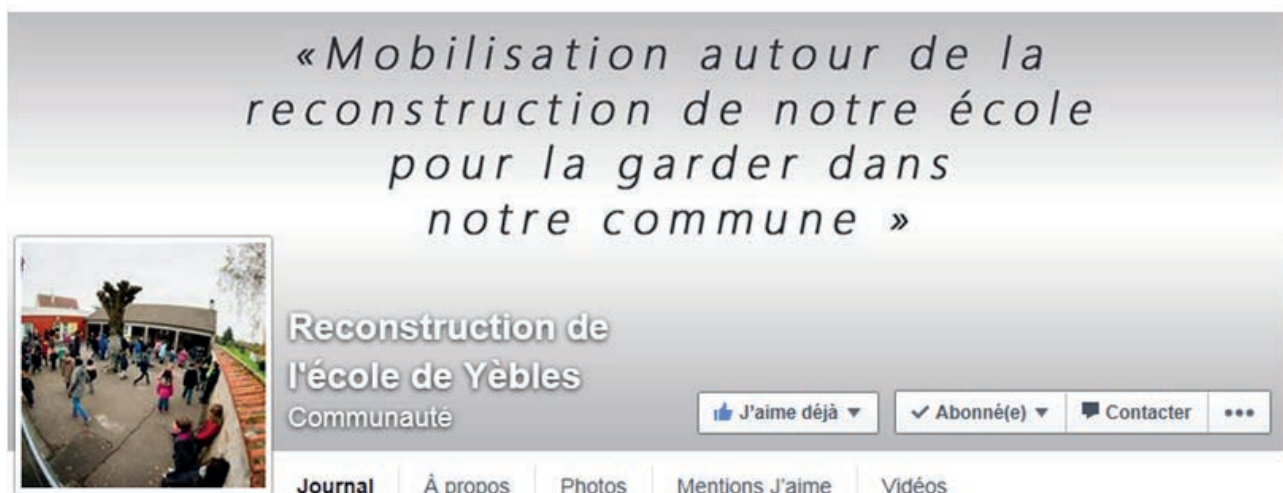 «Mobilisation autour de la
reconstruction de notre école
pour la garder dans
notre commune »
Reconstruction de
l'école de Yèbles
Communauté
J'aime déjà
Abonné(e)
Contacter
Journal
À propos
Photos
Mentions J'aime
Vidéos